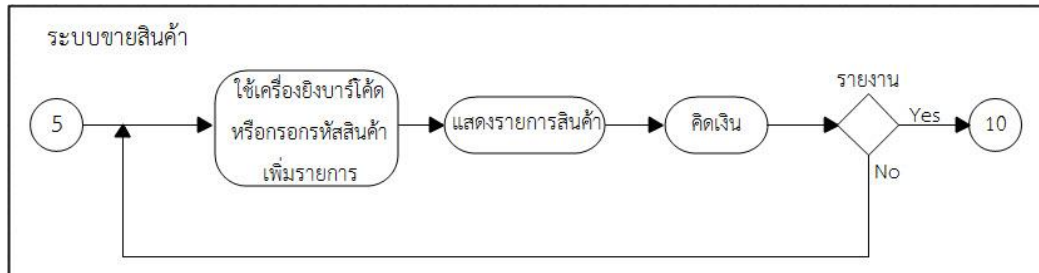 ระบบขายสินค้า
5
ใช้เครื่องยิงบาร์โค้ด
หรือกรอกรหัสสินค้า
เพิ่มรายการ
แสดงรายการสินค้า
คิดเงิน
รายงาน
Yes
10
No